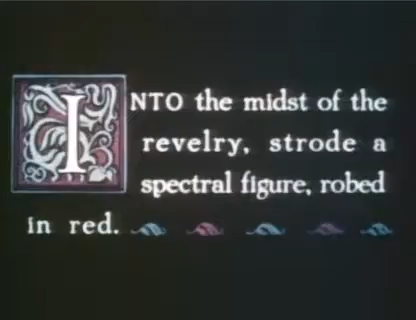 INTO the midst of the
revelry, strode a
spectral figure, robed
in red.